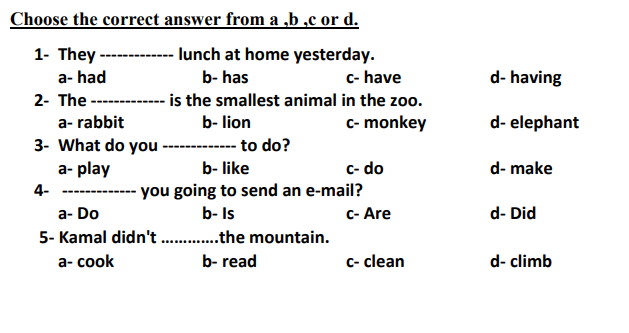 Choose the correct answer from a ,b ,c or d.
1- They ------------- lunch at home yesterday.
a- had b- has c- have d- having
2- The ------------- is the smallest animal in the zoo.
a- rabbit b- lion c- monkey d- elephant
3- What do you ------------- to do?
a- play b- like c- do d- make
4- ------------- you going to send an e-mail?
a- Do b- Is c- Are d- Did
5- Kamal didn't .............the mountain.
a- cook b- read c- clean d- climb